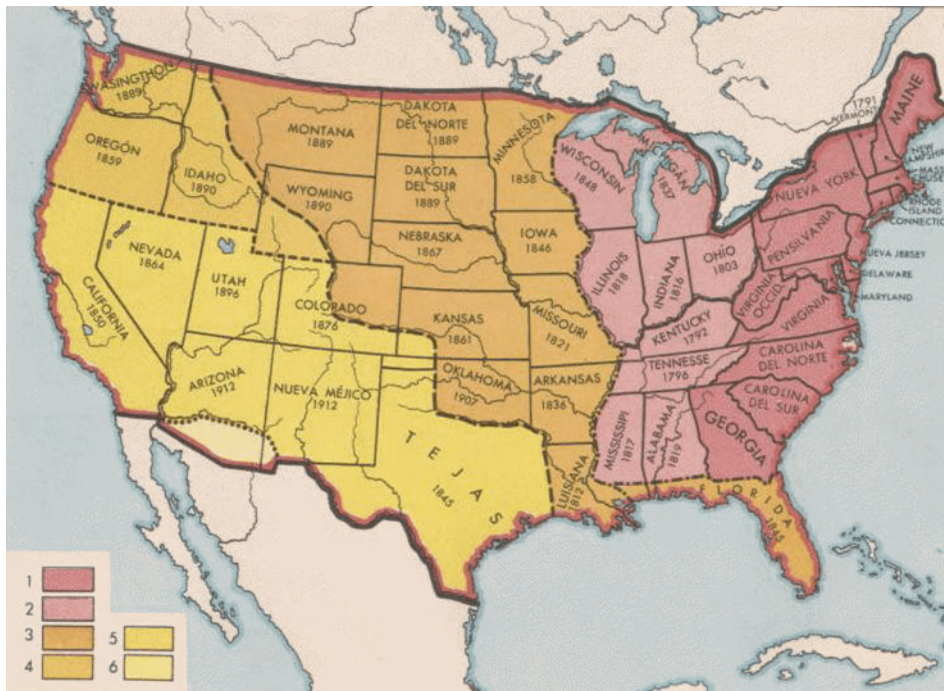 WASINGTHON
1889
OREGÓN
1859
IDAHO
1890
MONTANA
1889
WYOMING
1890
DAKOTA
DEL NORTE
1889
DAKOTA
DEL SUR
1889
NEBRASKA
1867
MINNESOTA
1858
IOWA
1846
WISCONSIN
1848
MICHIGAN
1837
ILLINOIS
1818
INDIANA
1816
OHÍO
1803
1791
VERMONT
MAINE
NEW
HAMPSHIRE
NUEVA YORK
RHODE
ISLAND
CONNECTIC
PENSILVANIA
NUEVA JERSEY
DELAWARE
MARYLAND
VIRGINIA
OCCID.
VIRGINIA
KENTUCKY
1792
TENNESSE
1796
CAROLINA
DEL NORTE
CAROLINA
DEL SUR
GEORGIA
NEVADA
1864
UTAH
1896
COLORADO
1876
CALIFORNIA
1850
KANSAS
1861
MISSOURI
1821
ARIZONA
1912
NUEVA MÉJICO
1912
OKLAHOMA
1907
ARKANSAS
1836
MISSISSIPI
1817
ALABAMA
1819
TEJAS
1845
LUISIANA
1812
FLORIDA
1845
1
2
3
4
5
6